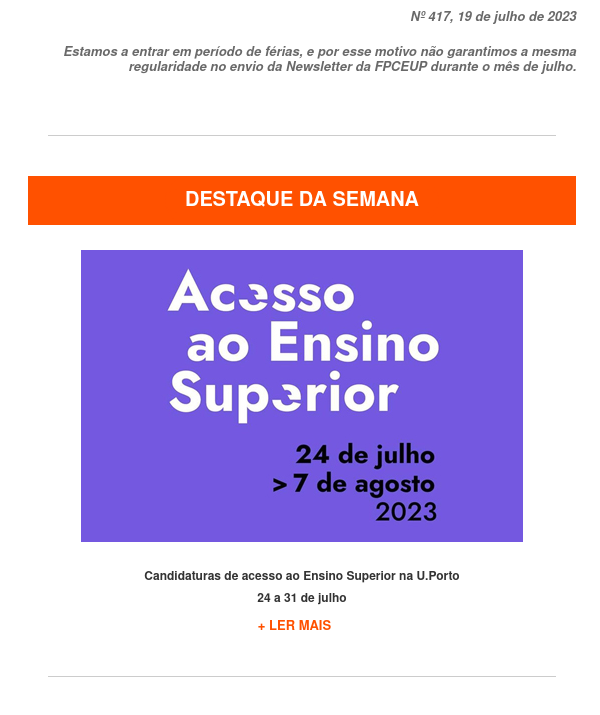 Nº 417, 19 de julho de 2023
Estamos a entrar em período de férias, e por esse motivo não garantimos a mesma
regularidade no envio da Newsletter da FPCEUP durante o mês de julho.
DESTAQUE DA SEMANA
Acesso
ao Ensino
Superior
24 de julho
> 7 de agosto
2023
Candidaturas de acesso ao Ensino Superior na U.Porto
24 a 31 de julho
+ LER MAIS